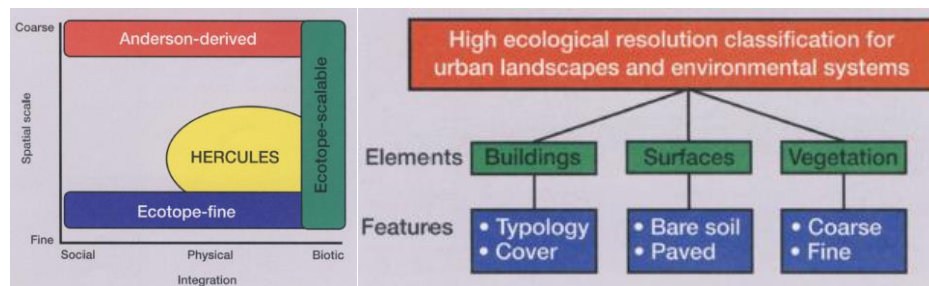 Coarse
Anderson-derived
Spatial scale
HERCULES
Ecotope-scalable
Ecotope-fine
Fine
Social
Physical
Biotic
Integration
High ecological resolution classification for
urban landscapes and environmental systems
Elements
Buildings
Surfaces
Vegetation
Features
• Typology
• Cover
• Bare soil
• Paved
• Coarse
• Fine